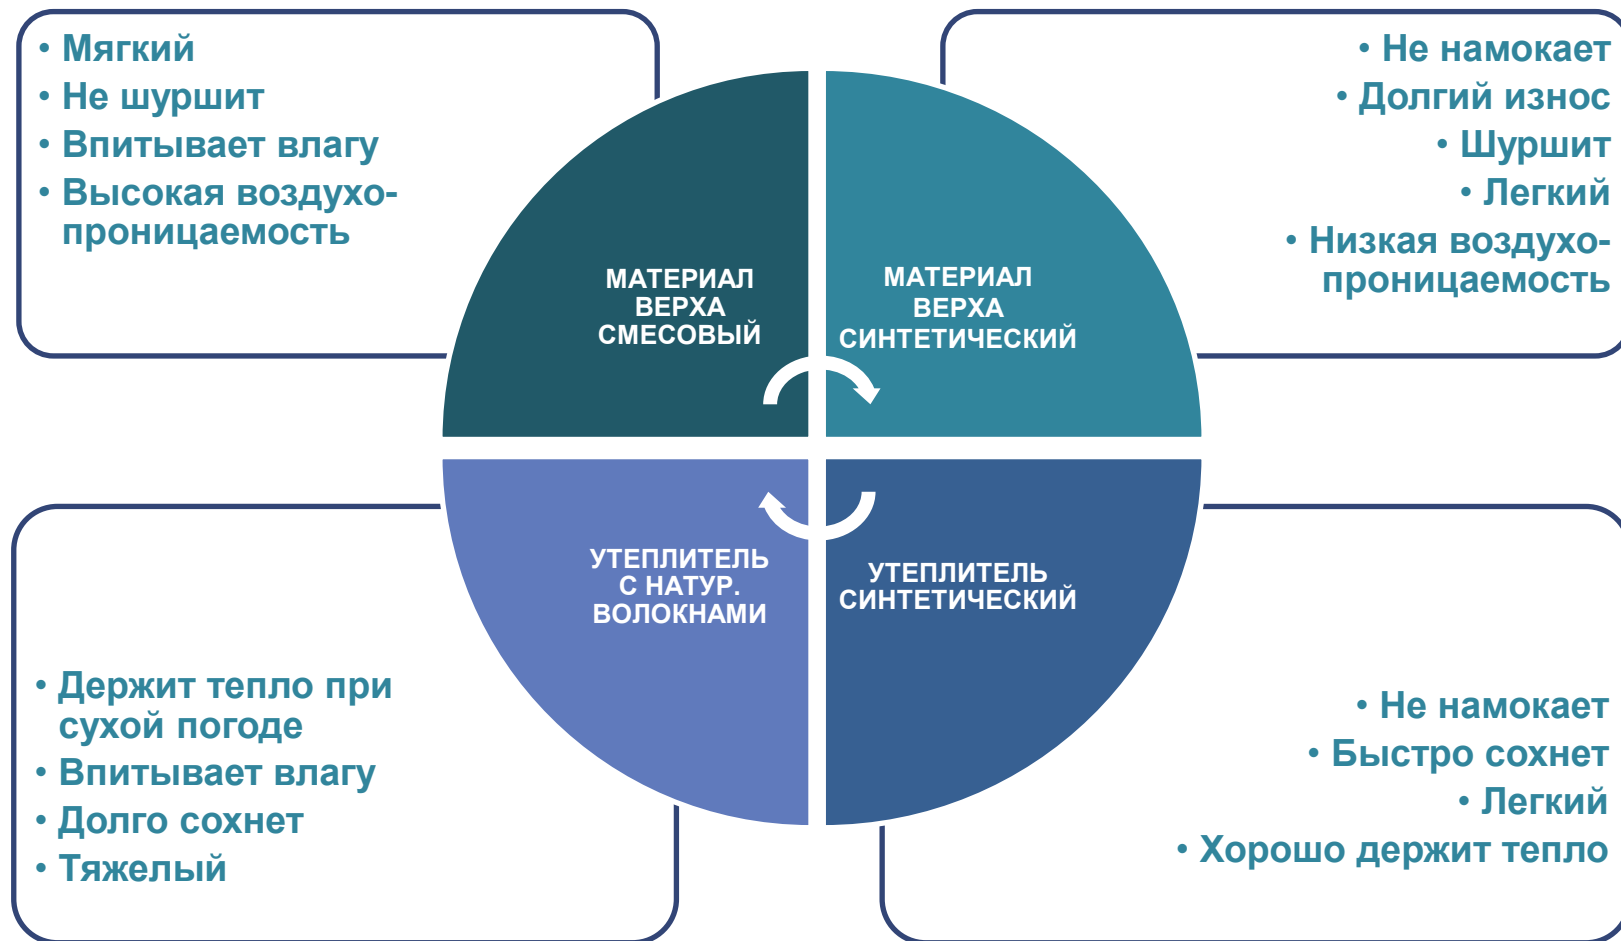 • Мягкий
• Не шуршит
• Впитывает влагу
• Высокая воздухо-
проницаемость
• Не намокает
• Долгий износ
• Шуршит
• Легкий
• Низкая воздухо-
проницаемость
МАТЕРИАЛ
ВЕРХА
СМЕСОВЫЙ
МАТЕРИАЛ
ВЕРХА
СИНТЕТИЧЕСКИЙ
УТЕПЛИТЕЛЬ
С НАТУР.
ВОЛОКНАМИ
УТЕПЛИТЕЛЬ
СИНТЕТИЧЕСКИЙ
• Держит тепло при
сухой погоде
• Впитывает влагу
• Долго сохнет
• Тяжелый
• Не намокает
• Быстро сохнет
• Легкий
• Хорошо держит тепло